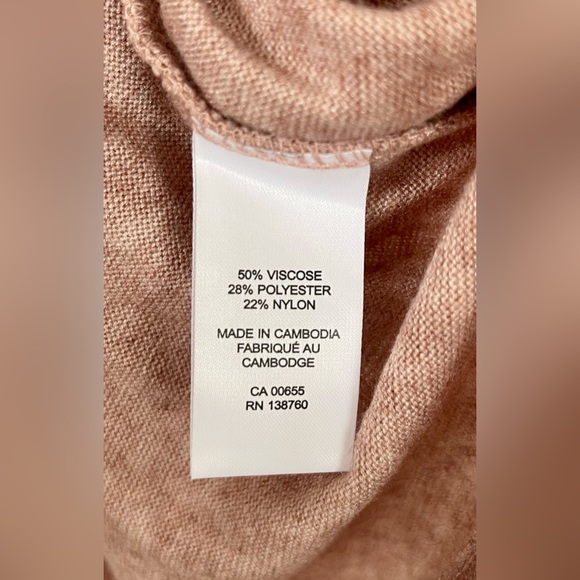 50% VISCOSE
28% POLYESTER
22% NYLON
MADE IN CAMBODIA
FABRIQUÉ AU
CAMBODGE
CA 00655
RN 138760